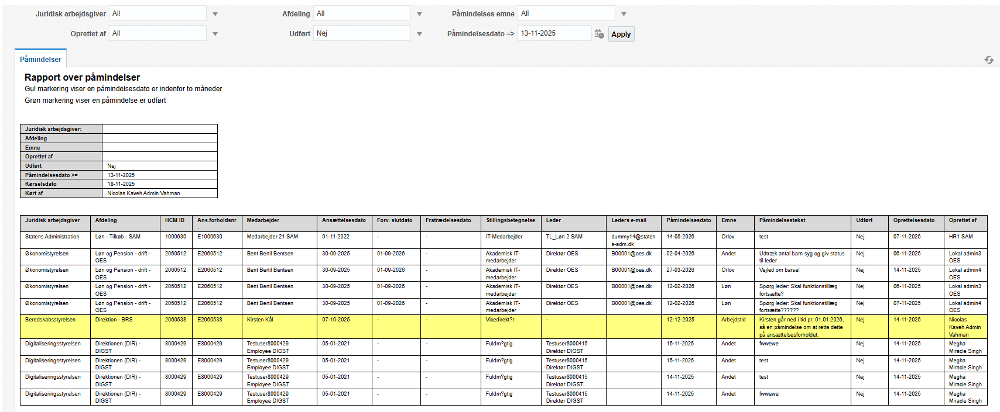 Juridisk arbejdsgiver All Afdeling All Påmindelses emne All
Oprettet af All Udført Nej Påmindelsesdato => 13-11-2025 Apply
Påmindelser
Rapport over påmindelser
Gul markering viser en påmindelsesdato er indenfor to måneder
Grøn markering viser en påmindelse er udført
Juridisk arbejdsgiver:
Afdeling
Emne
Oprettet af
Udført Nej
Påmindelsesdato >= 13-11-2025
Kørselsdato 18-11-2025
Kørt af Nicolas Kaveh Admin Vahman
Juridisk arbejdsgiver Afdeling HCM ID Ans.forholdsnr Medarbejder Ansættelsesdato Forv. slutdato Fratrædelsesdato Stillingsbetegnelse Leder Leders e-mail Påmindelsesdato Emne Påmindelsestekst Udført Oprettelsesdato Oprettet af
.
Statens Administration Løn - Tilkøb - SAM 1000630 E1000630 Medarbejder 21 SAM 01-11-2022 - - IT-Medarbejder TL_Løn 2 SAM dummy14@staten 14-05-2026 Orlov test Nej 07-11-2025 HR1 SAM
s-adm.dk
Økonomistyrelsen Løn og Pension - drift - 2060512 E2060512 Bent Bertil Bentsen 30-09-2025 01-09-2026 - Akademisk IT- Direktør OES B00001@oes.dk 02-04-2026 Andet Udtræk antal barn syg og giv status Nej 06-11-2025 Lokal admin3
OES medarbejder til leder OES
Økonomistyrelsen Løn og Pension - drift - 2060512 E2060512 Bent Bertil Bentsen 30-09-2025 01-09-2026 - Akademisk IT- Direktør OES B00001@oes.dk 27-03-2026 Orlov Vejled om barsel Nej 14-11-2025 Lokal admin4
OES medarbejder OES
Økonomistyrelsen Løn og Pension - drift - 2060512 E2060512 Bent Bertil Bentsen 30-09-2025 01-09-2026 - Akademisk IT- Direktør OES B00001@oes.dk 12-02-2026 Løn Spørg leder: Skal funktionstillæg Nej 06-11-2025 Lokal admin3
OES medarbejder fortsætte? OES
Økonomistyrelsen Løn og Pension - drift - 2060512 E2060512 Bent Bertil Bentsen 30-09-2025 01-09-2026 - Akademisk IT- Direktør OES B00001@oes.dk 12-02-2026 Løn Spørg leder: Skal funktionstillæg Nej 07-11-2025 Lokal admin4
OES medarbejder fortsætte?????? OES
Beredskabsstyrelsen Direktion - BRS 2060538 E2060538 Kirsten Kål 07-10-2025 - - Vicedirekt?r - 12-12-2025 Arbejdstid Kirsten går ned i tid pr. 01.01.2026, Nej 14-11-2025 Nicolas
så en påmindelse om at rette dette Kaveh Admin
på ansættelsesforholdet. Vahman
Digitaliseringsstyrelsen Direktionen (DIR) - 8000429 E8000429 Testuser8000429 05-01-2021 - - Fuldm?gtig Testuser8000415 15-11-2025 Andet fwwewe Nej 14-11-2025 Megha
DIGST Employee DIGST Direktør DIGST Miracle Singh
Digitaliseringsstyrelsen Direktionen (DIR) - 8000429 E8000429 Testuser8000429 05-01-2021 - - Fuldm?gtig Testuser8000415 15-11-2025 Andet test Nej 14-11-2025 Megha
DIGST Employee DIGST Direktør DIGST Miracle Singh
Digitaliseringsstyrelsen Direktionen (DIR) - 8000429 E8000429 Testuser8000429 05-01-2021 - - Fuldm?gtig Testuser8000415 14-11-2025 Andet test Nej 14-11-2025 Megha
DIGST Employee DIGST Direktør DIGST Miracle Singh
Digitaliseringsstyrelsen Direktionen (DIR) - 8000429 E8000429 Testuser8000429 05-01-2021 - - Fuldm?gtig Testuser8000415 14-11-2025 Andet fwwewe Nej 14-11-2025 Megha
DIGST Employee DIGST Direktør DIGST Miracle Singh